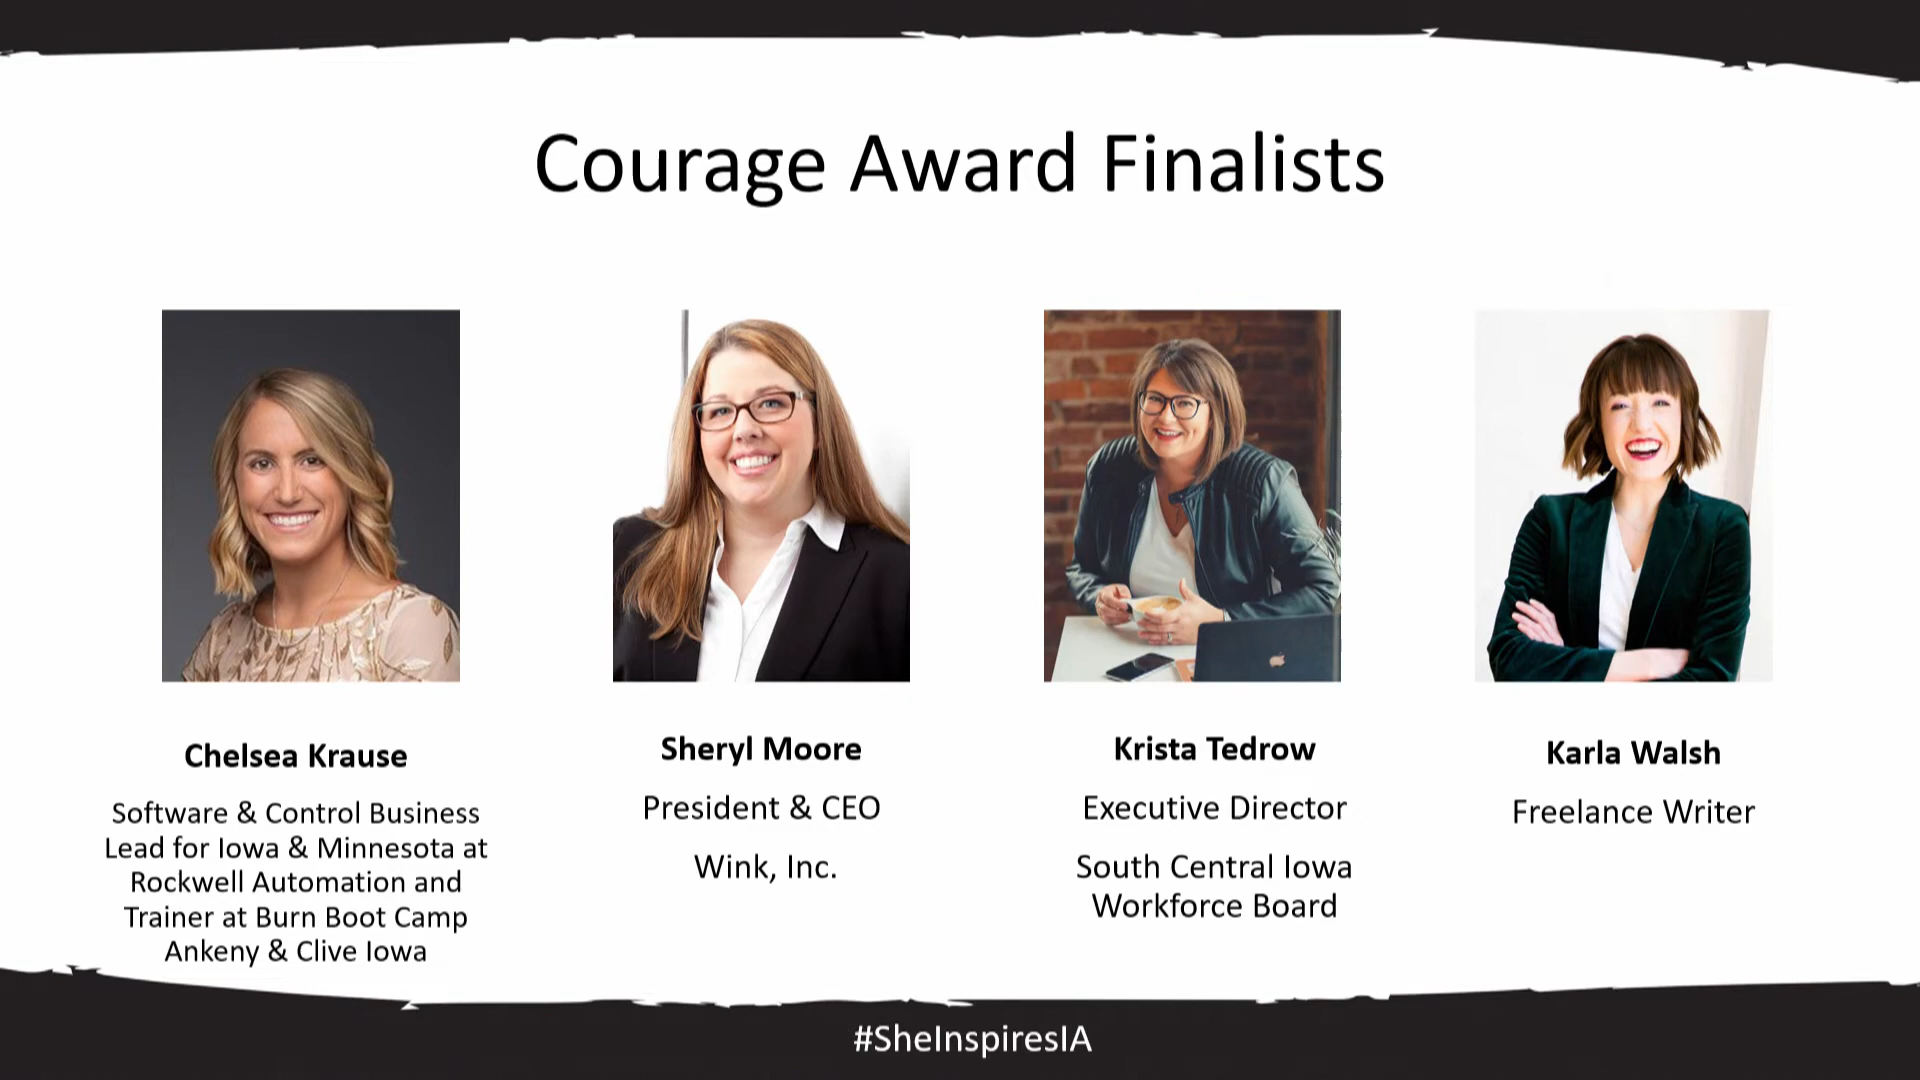 Courage Award Finalists
Chelsea Krause
Software & Control Business
Lead for Iowa & Minnesota at
Rockwell Automation and
Trainer at Burn Boot Camp
Ankeny & Clive Iowa
Sheryl Moore
President & CEO
Wink, Inc.
Krista Tedrow
Executive Director
South Central Iowa
Workforce Board
Karla Walsh
Freelance Writer
#SheInspiresIA